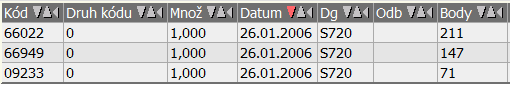 Kód Druh kódu Množ Datum Dg Odb Body
66022 0 1,000 26.01.2006 S720 211
66949 0 1,000 26.01.2006 S720 147
09233 0 1,000 26.01.2006 S720 71